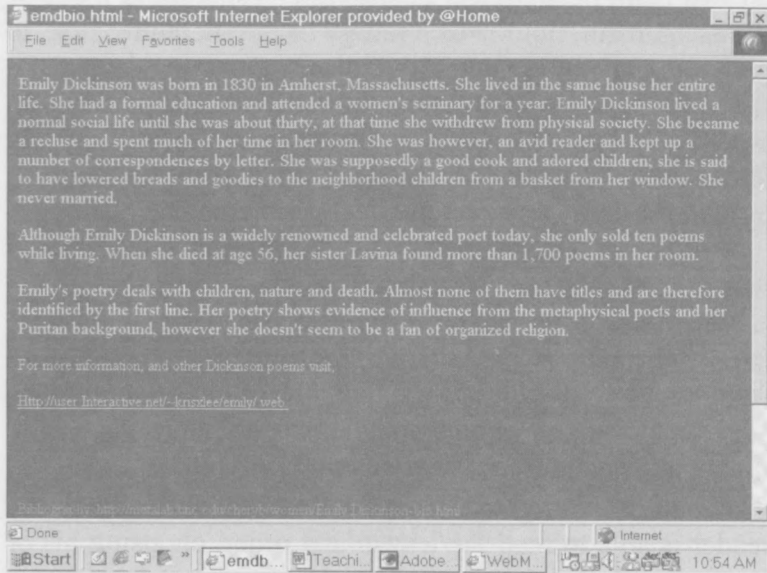 emdbio html - Microsoft Internet Explorer provided by @Home
File Edit View Favorites Tools Help
Emily Dickinson was born in 1830 in Amherst, Massachusetts. She lived in the same house her entire
life. She had a formal education and attended a women's seminary for a year. Emily Dickinson lived a
normal social life until she was about thirty, at that time she withdrew from physical society. She became
a recluse and spent much of her time in her room. She was however, an avid reader and kept up a
number of correspondences by letter. She was supposedly a good cook and adored children; she is said
to have lowered breads and goodies to the neighborhood children from a basket from her window. She
never married.
Although Emily Dickinson is a widely renowned and celebrated poet today, she only sold ten poems
while living. When she died at age 56, her sister Lavina found more than 1,700 poems in her room.
Emily's poetry deals with children, nature and death. Almost none of them have titles and are therefore
identified by the first line. Her poetry shows evidence of influence from the metaphysical poets and her
Puritan background, however she doesn't seem to be a fan of organized religion.
For more information, and other Dickinson poems visit,
Http://user Interactive net/
Done Internet
Start emdb... Teachi... Adobe WebM... 10:54 AM